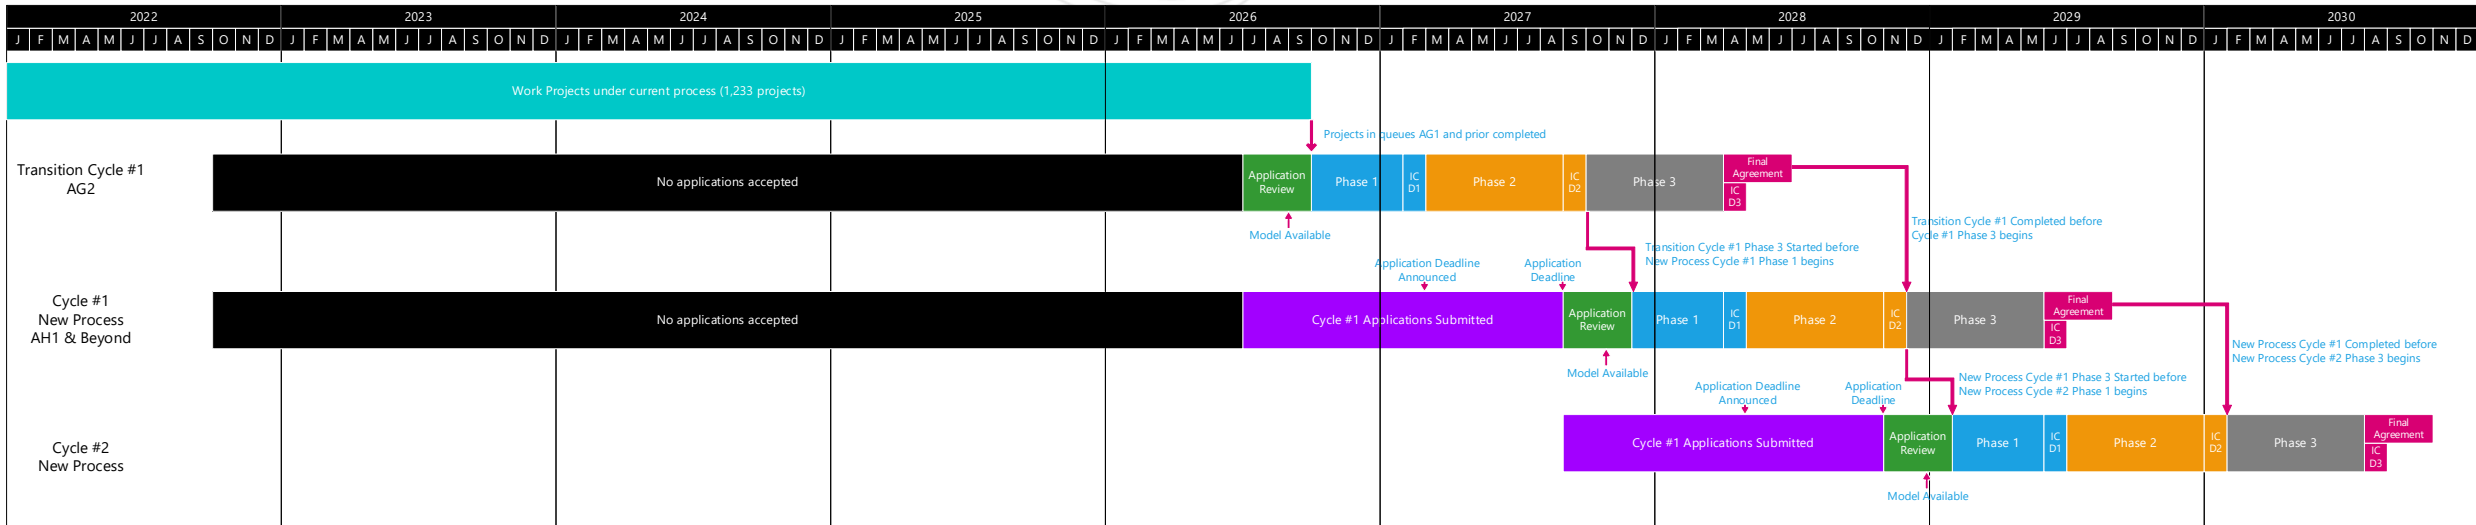 2022 2023 2024 2025 2026 2027 2028 2029 2030
J F M A M J J A S O N D J F M A M J J A S O N D J F M A M J J A S O N D J F M A M J J A S O N D J F M A M J J A S O N D J F M A M J J A S O N D J F M A M J J A S O N D J F M A M J J A S O N D J F M A M J J A S O N D
Work Projects under current process (1,233 projects)
Projects in queues AG1 and prior completed
Transition Cycle #1
AG2
No applications accepted
Application
Review
Phase 1
IC
D1
Phase 2
IC
D2
Phase 3
Final
Agreement
IC
D3
Model Available
Transition Cycle #1 Completed before
Cycle #1 Phase 3 begins
Transition Cycle #1 Phase 3 Started before
New Process Cycle #1 Phase 1 begins
Application Deadline
Announced
Application
Deadline
Cycle #1
New Process
AH1 & Beyond
No applications accepted
Cycle #1 Applications Submitted
Application
Review
Phase 1
IC
D1
Phase 2
IC
D2
Phase 3
Final
Agreement
IC
D3
Model Available
New Process Cycle #1 Completed before
New Process Cycle #2 Phase 3 begins
New Process Cycle #1 Phase 3 Started before
New Process Cycle #2 Phase 1 begins
Application Deadline
Announced
Application
Deadline
Cycle #2
New Process
Cycle #1 Applications Submitted
Application
Review
Phase 1
IC
D1
Phase 2
IC
D2
Phase 3
Final
Agreement
IC
D3
Model Available